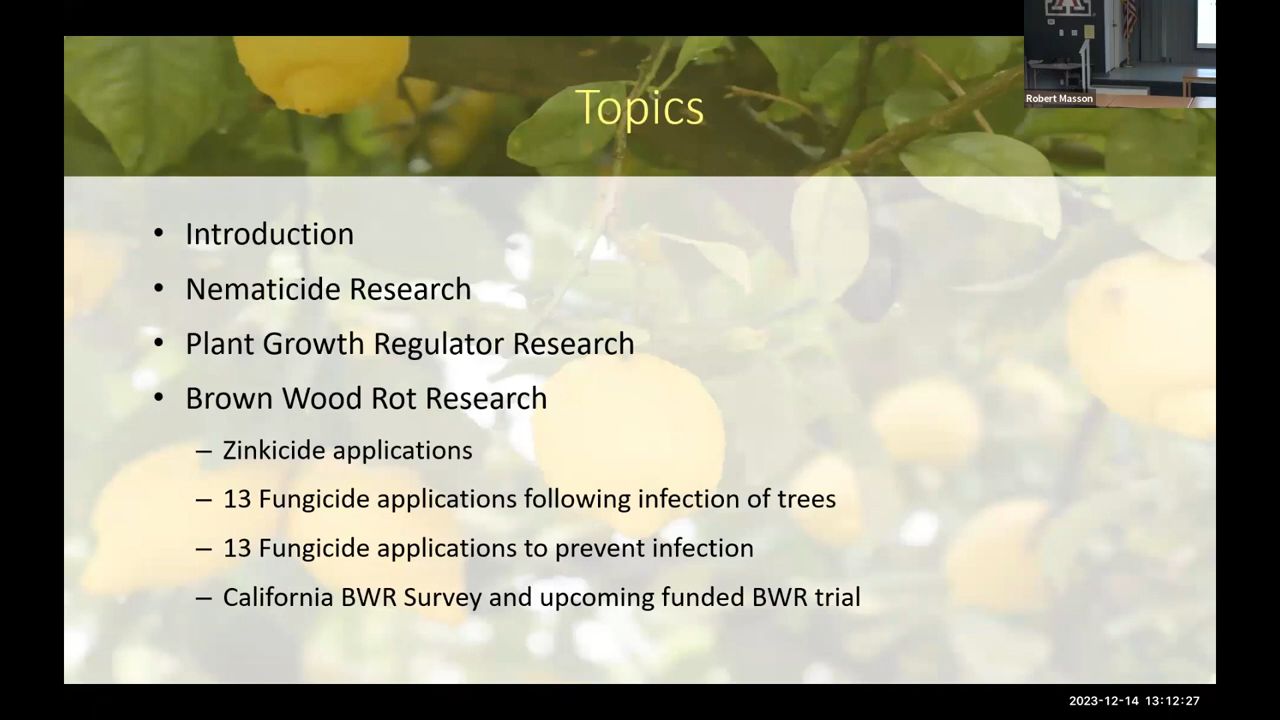 Topics
Robert Masson
• Introduction
• Nematicide Research
• Plant Growth Regulator Research
• Brown Wood Rot Research
– Zinkicide applications
– 13 Fungicide applications following infection of trees
– 13 Fungicide applications to prevent infection
– California BWR Survey and upcoming funded BWR trial
2023-12-14 13:12:27